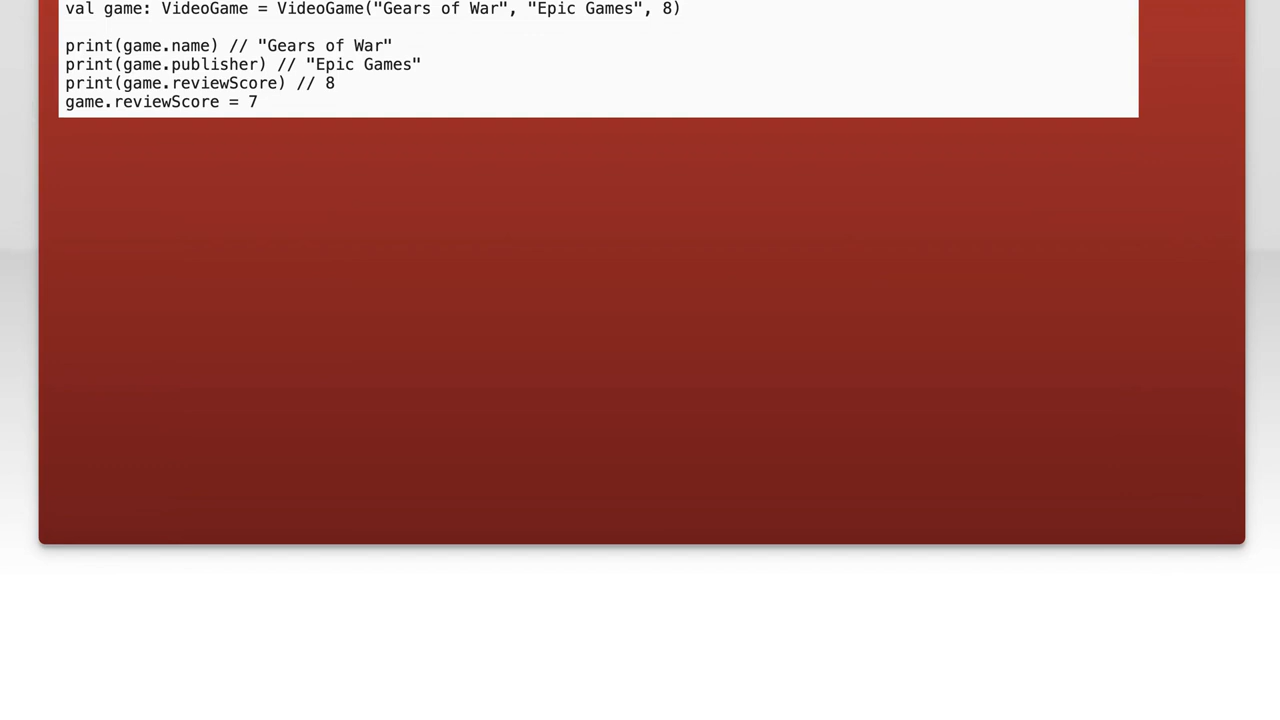 val game: VideoGame = VideoGame("Gears of War", "Epic Games", 8)
print(game.name) // "Gears of War"
print(game.publisher) // "Epic Games"
print(game.reviewScore) // 8
game.reviewScore = 7